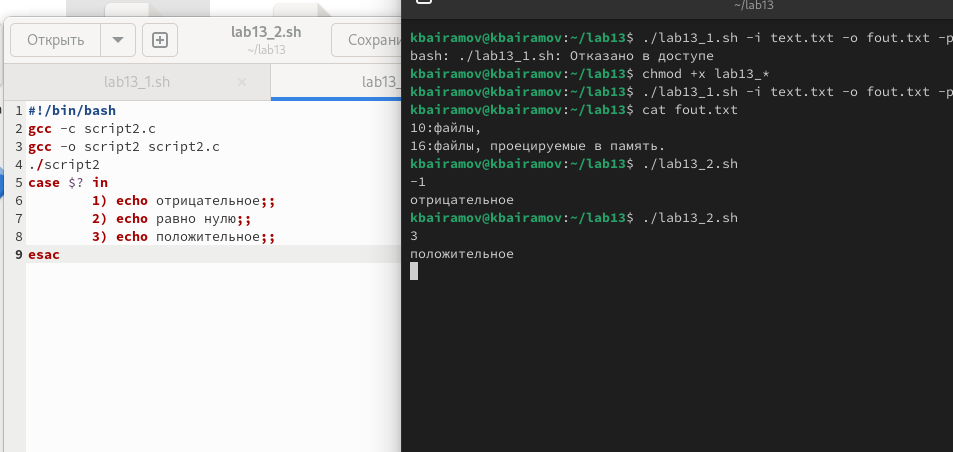 Открыть
lab13_2.sh
~/lab13
lab13_1.sh
1 #!/bin/bash
2 gcc -c script2.c
3 gcc -o script2 script2.c
4 ./script2
5 case $? in
6 1) echo отрицательное;;
7 2) echo равно нулю;;
8 3) echo положительное;;
9 esac
~/lab13
kbairamov@kbairamov:~/lab13$ ./lab13_1.sh -i text.txt -o fout.txt -p
bash: ./lab13_1.sh: Отказано в доступе
kbairamov@kbairamov:~/lab13$ chmod +x lab13_*
kbairamov@kbairamov:~/lab13$ ./lab13_1.sh -i text.txt -o fout.txt -p
kbairamov@kbairamov:~/lab13$ cat fout.txt
10:файлы,
16:файлы, проецируемые в память.
kbairamov@kbairamov:~/lab13$ ./lab13_2.sh
-1
отрицательное
kbairamov@kbairamov:~/lab13$ ./lab13_2.sh
3
положительное